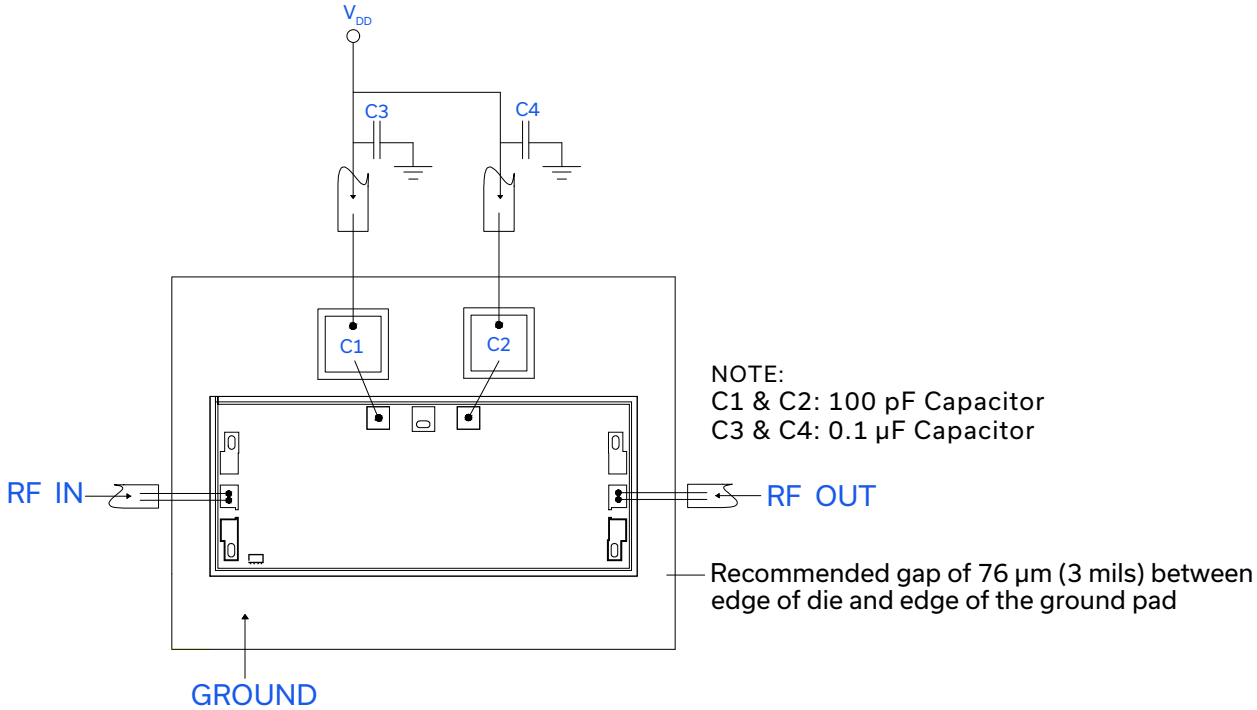 VDD
C3
C4
C1
C2
NOTE:
C1 & C2: 100 pF Capacitor
C3 & C4: 0.1 µF Capacitor
RF IN
RF OUT
Recommended gap of 76 µm (3 mils) between
edge of die and edge of the ground pad
GROUND